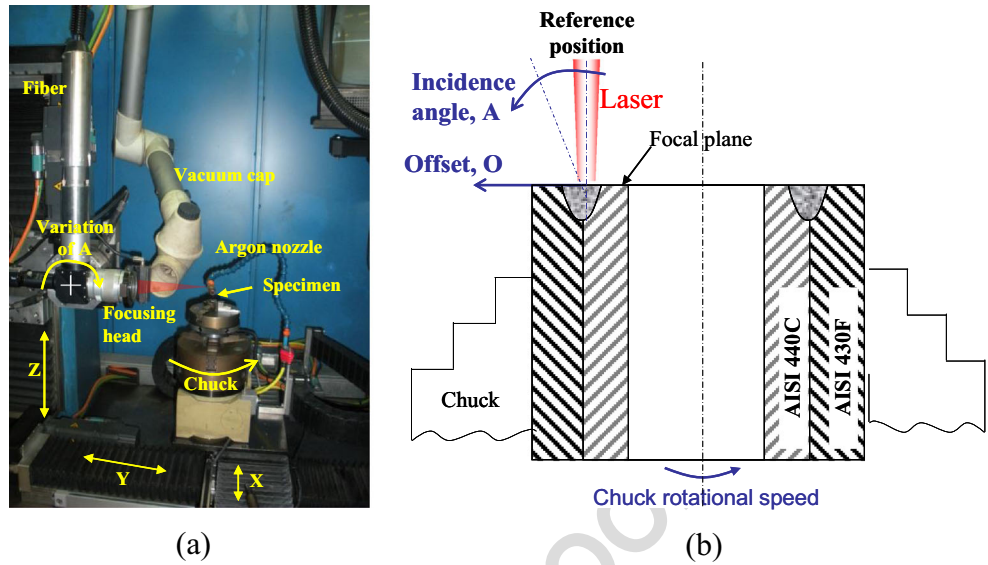 Fiber
Vacuum cap
Variation
of A
Argon nozzle
Specimen
Focusing
head
Z
Chuck
Y
X
(a)
Reference
position
Incidence
angle, A
Laser
Focal plane
Offset, O
AISI 440C
AISI 430F
Chuck
Chuck rotational speed
(b)